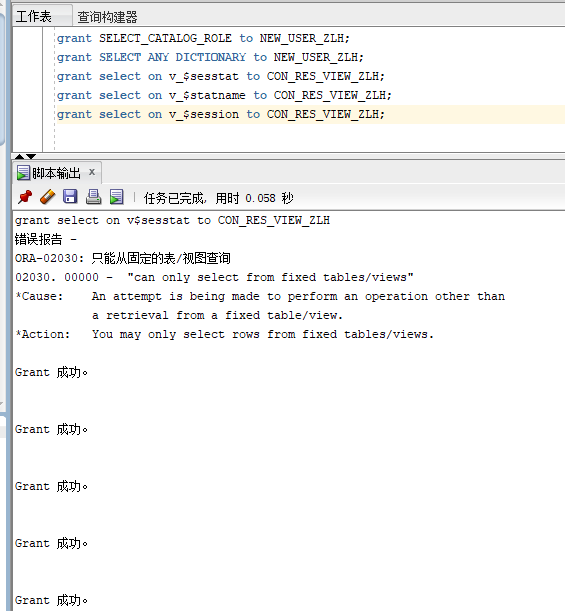 工作表 查询构建器
grant SELECT_CATALOG_ROLE to NEW_USER_ZLH;
grant SELECT ANY DICTIONARY to NEW_USER_ZLH;
grant select on v_$sesstat to CON_RES_VIEW_ZLH;
grant select on v_$statname to CON_RES_VIEW_ZLH;
grant select on v_$session to CON_RES_VIEW_ZLH;
脚本输出 x
任务已完成, 用时 0.058 秒
grant select on v$sesstat to CON_RES_VIEW_ZLH
错误报告 -
ORA-02030: 只能从固定的表/视图查询
02030. 00000 -  "can only select from fixed tables/views"
*Cause:    An attempt is being made to perform an operation other than
a retrieval from a fixed table/view.
*Action:   You may only select rows from fixed tables/views.
Grant 成功。
Grant 成功。
Grant 成功。
Grant 成功。
Grant 成功。